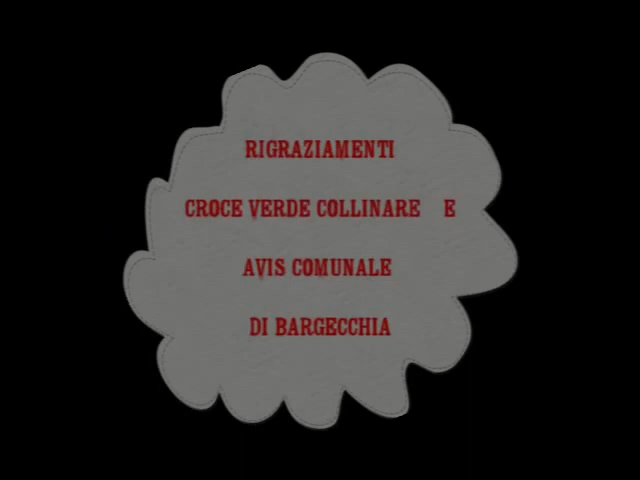 RIGRAZIAMENTI
CROCE VERDE COLLINARE E
AVIS COMUNALE
DI BARGECCHIA